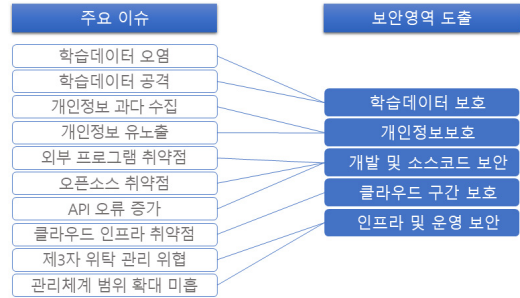 주요 이슈
보안영역 도출
학습데이터 오염
학습데이터 공격
개인정보 과다 수집
개인정보 유노출
외부 프로그램 취약점
오픈소스 취약점
API 오류 증가
클라우드 인프라 취약점
제3자 위탁 관리 위협
관리체계 범위 확대 미흡
학습데이터 보호
개인정보보호
개발 및 소스코드 보안
클라우드 구간 보호
인프라 및 운영 보안